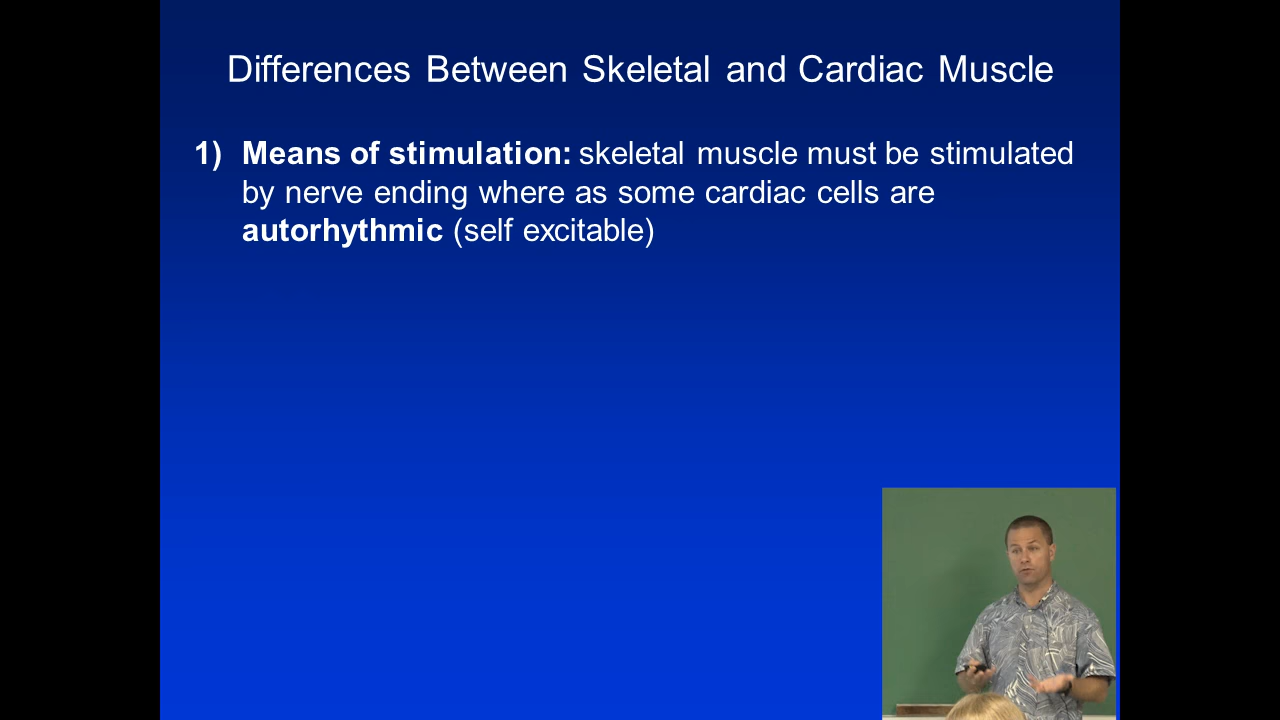 Differences Between Skeletal and Cardiac Muscle
1) Means of stimulation: skeletal muscle must be stimulated
by nerve ending where as some cardiac cells are
autorhythmic (self excitable)